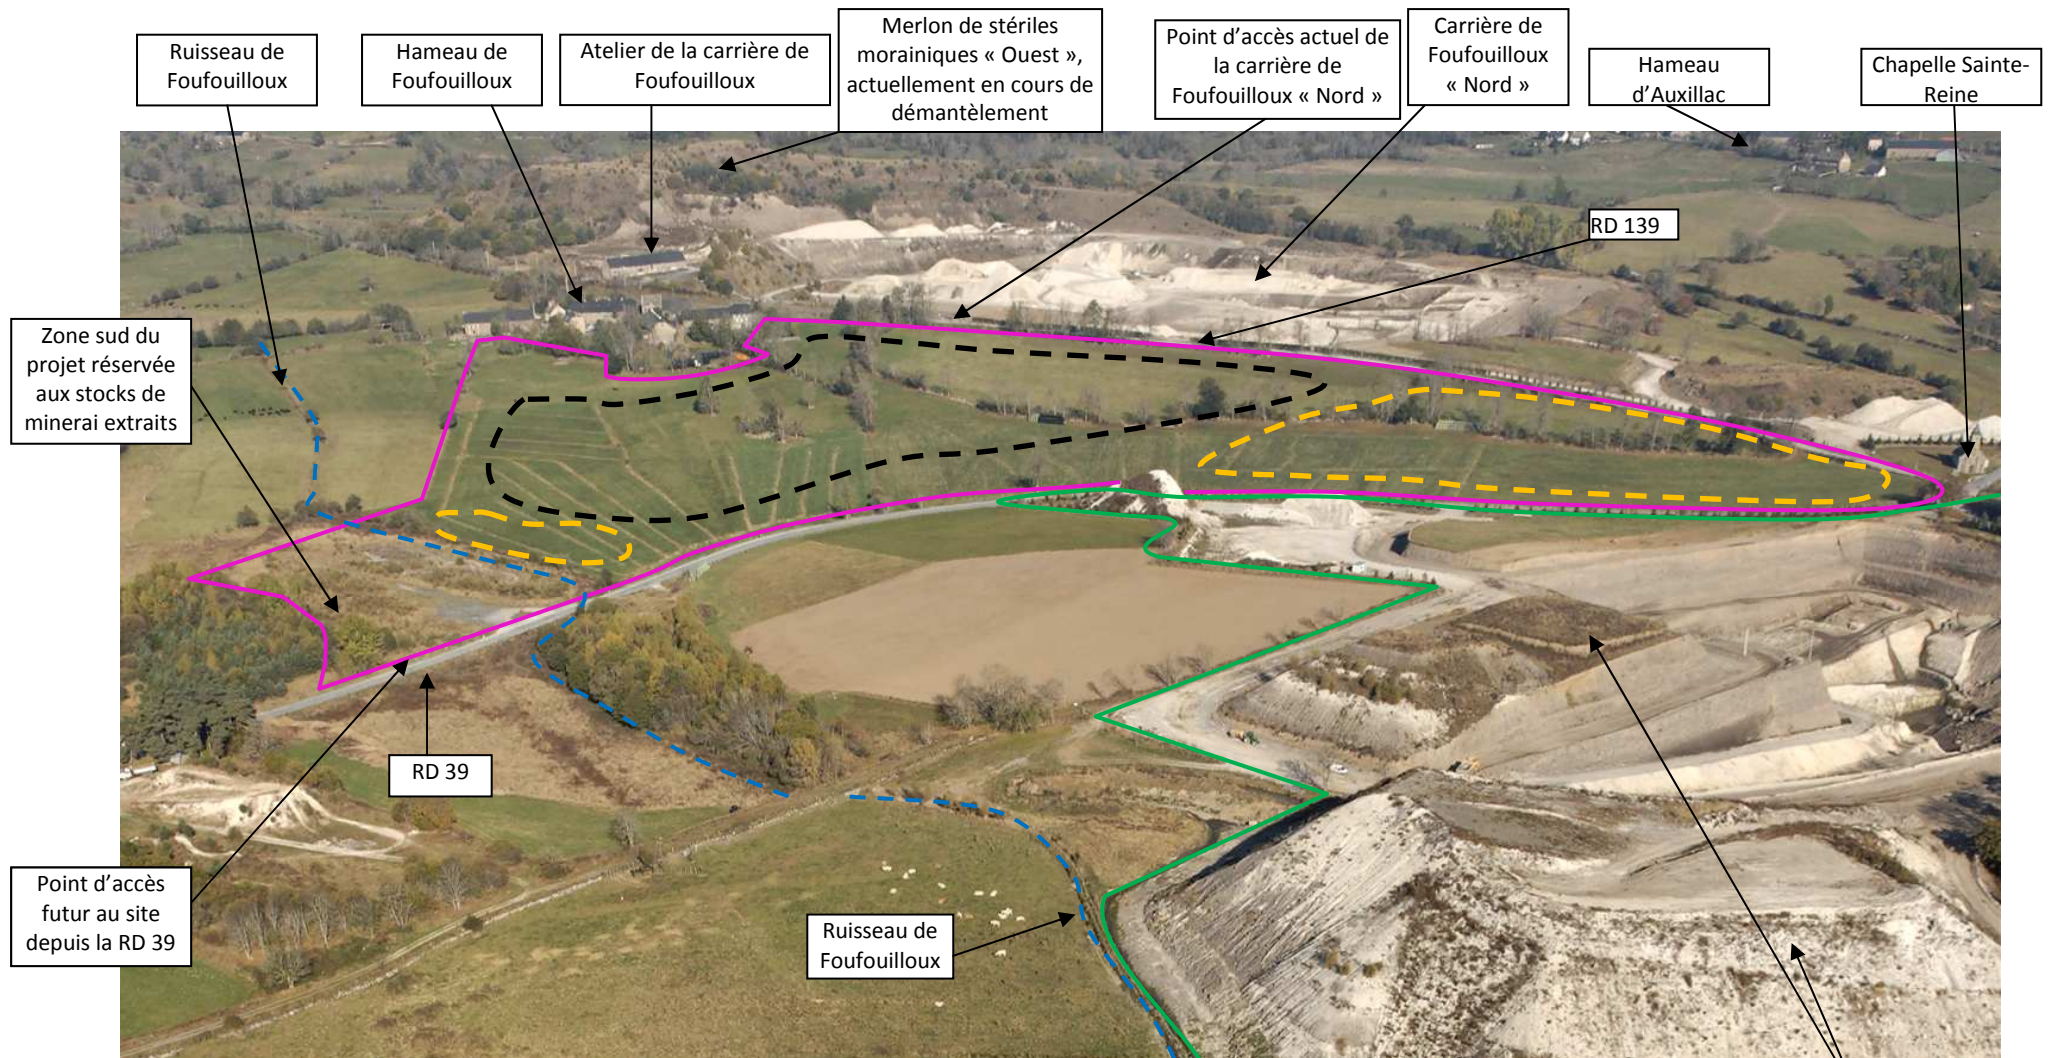 Ruisseau de
Foufouilloux
Hameau de
Foufouilloux
Atelier de la carrière de
Foufouilloux
Merlon de stériles
morainiques « Ouest »,
actuellement en cours de
démantèlement
Point d'accès actuel de
la carrière de
Foufouilloux « Nord »
Carrière de
Foufouilloux
« Nord »
Hameau
d'Auxillac
Chapelle Sainte-
Reine
RD 139
Zone sud du
projet réservée
aux stocks de
minerai extraits
RD 39
Point d'accès
futur au site
depuis la RD 39
Ruisseau de
Foufouilloux